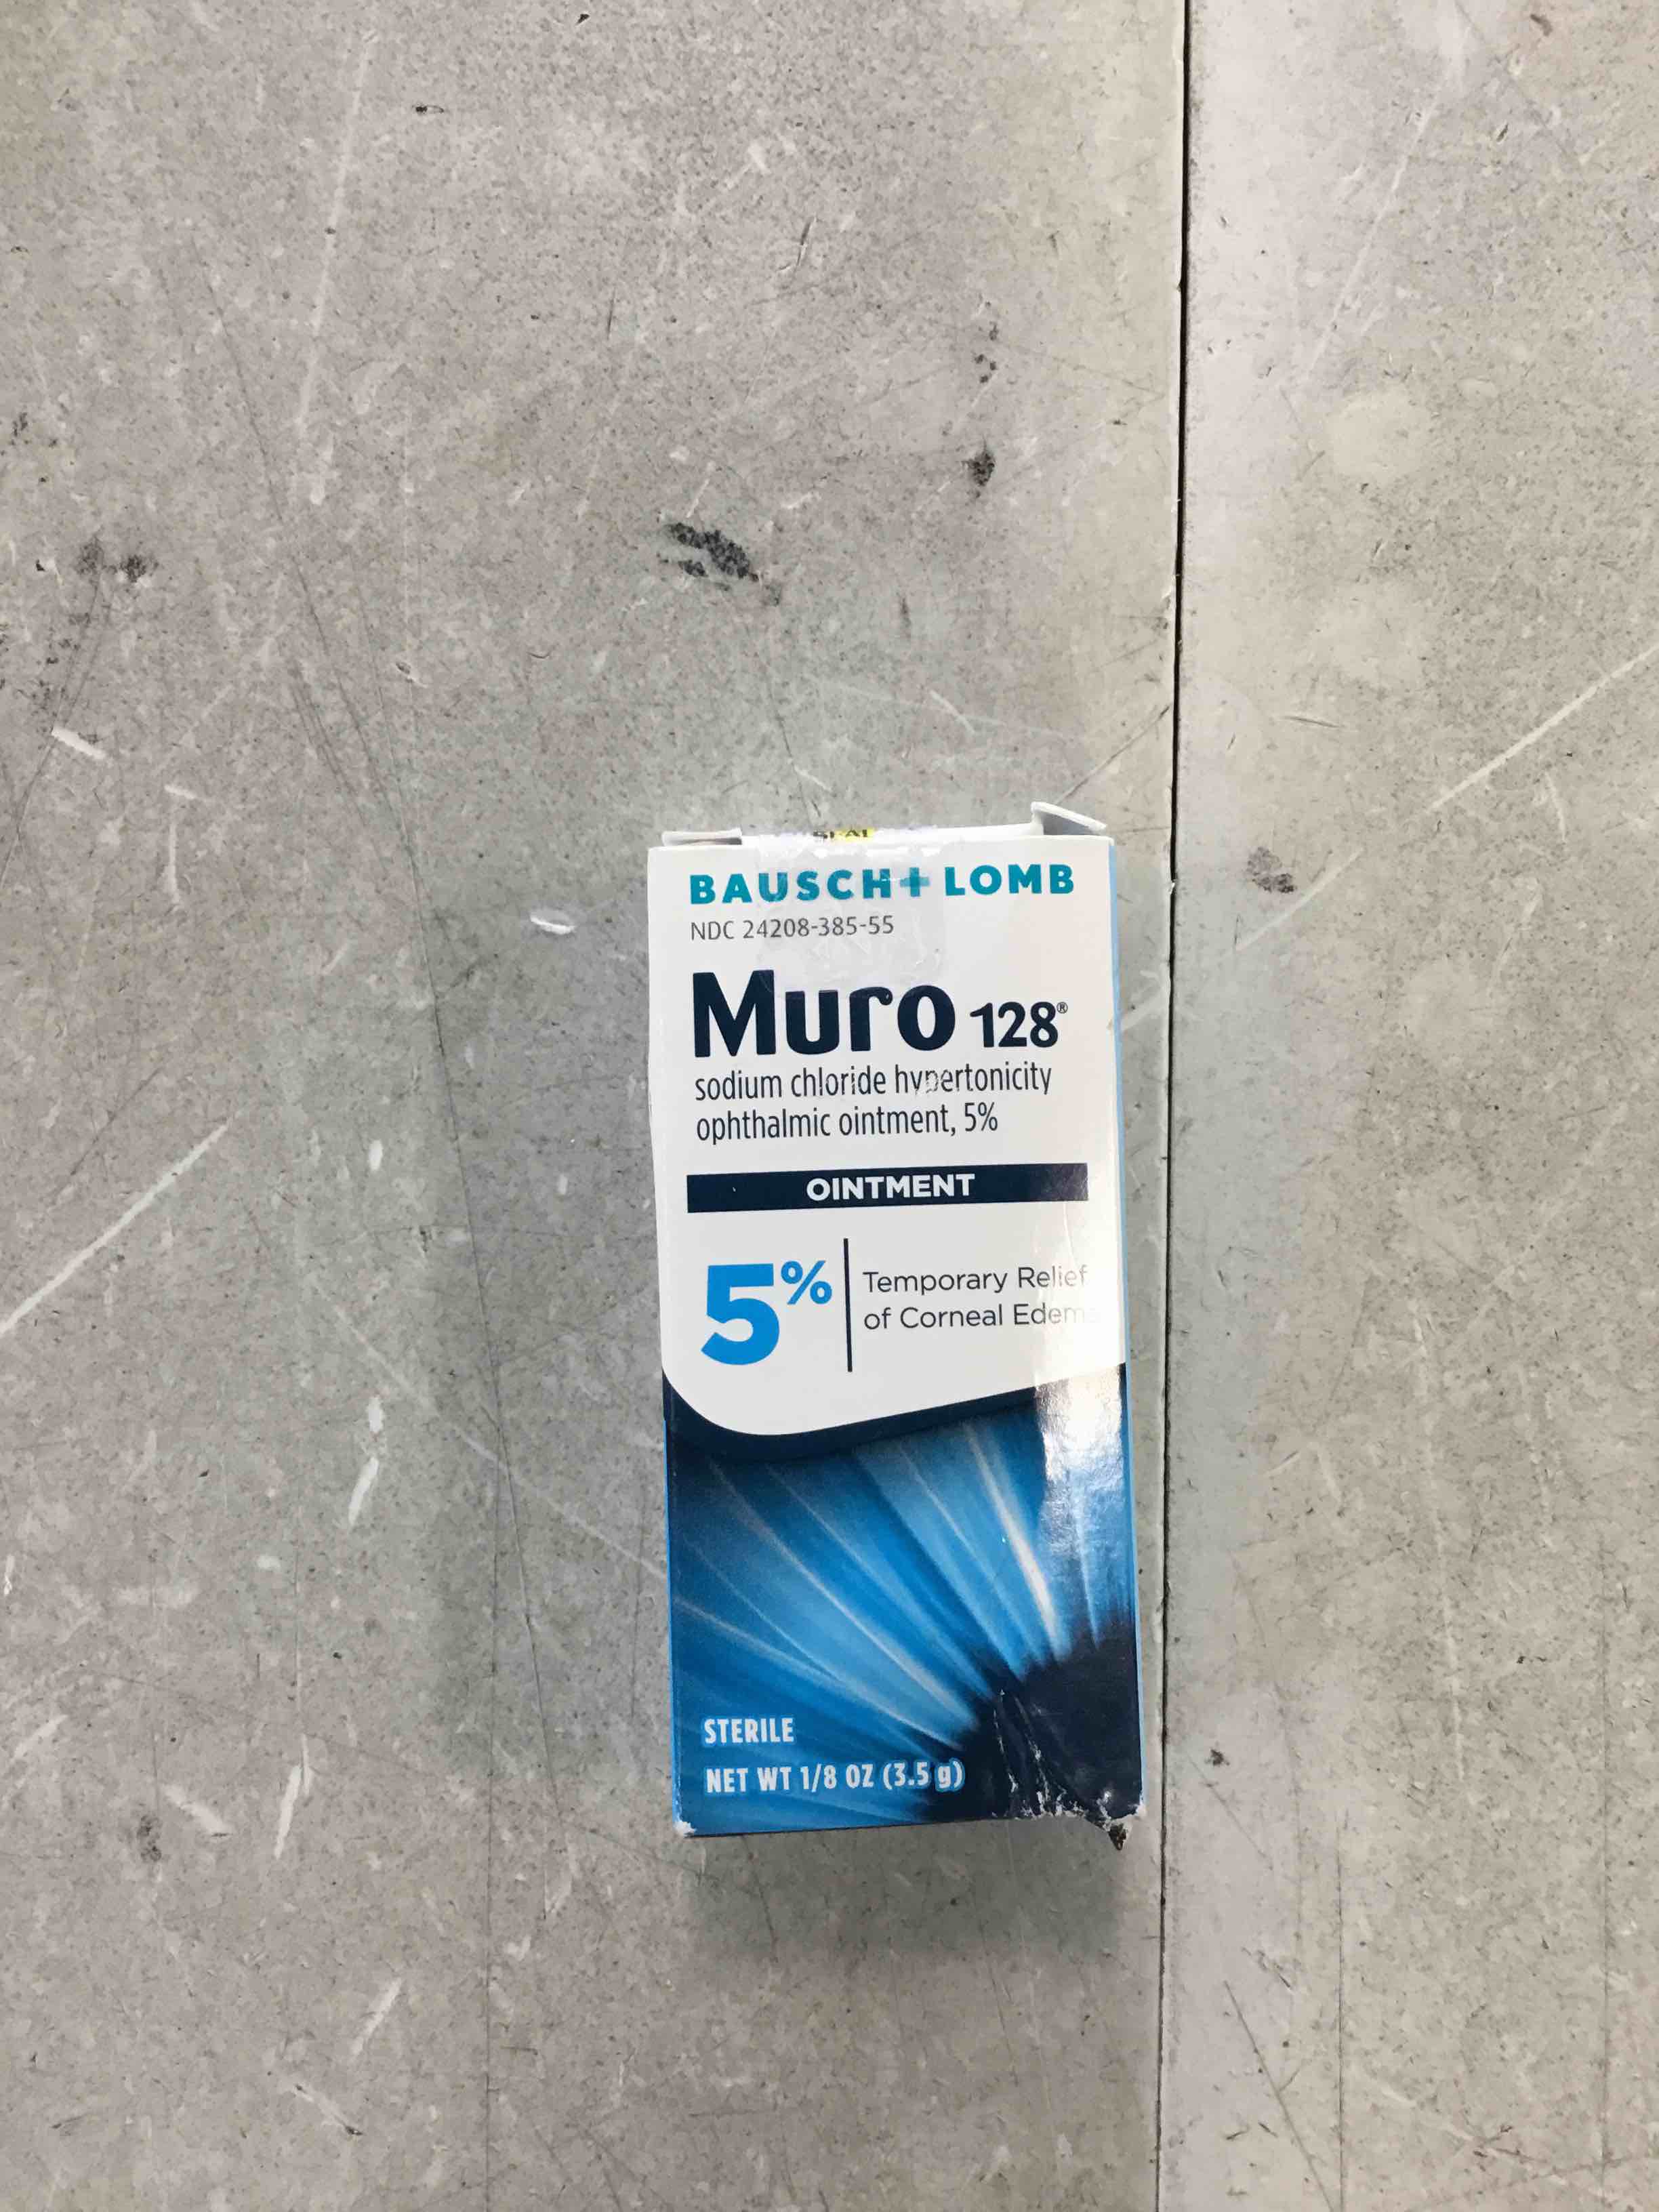 BAUSCH + LOMB
NDC 24208-385-55
Muro 128®
sodium chloride hypertonicity
ophthalmic ointment, 5%
OINTMENT
5%
Temporary Relief
of Corneal Edema
STERILE
NET WT 1/8 OZ (3.5 g)